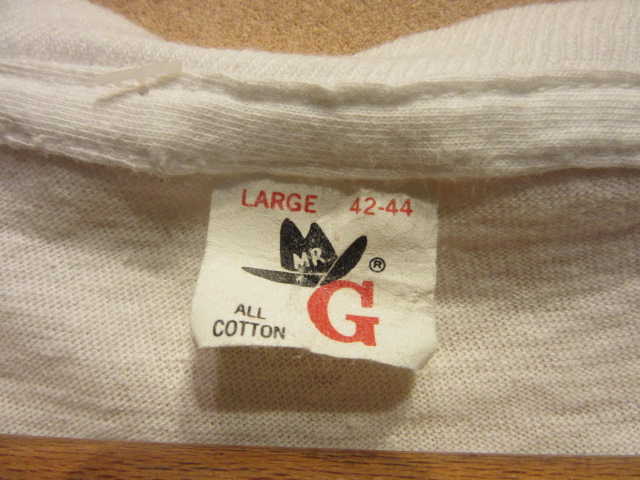 LARGE 42-44
MR.
®
G
ALL
COTTON